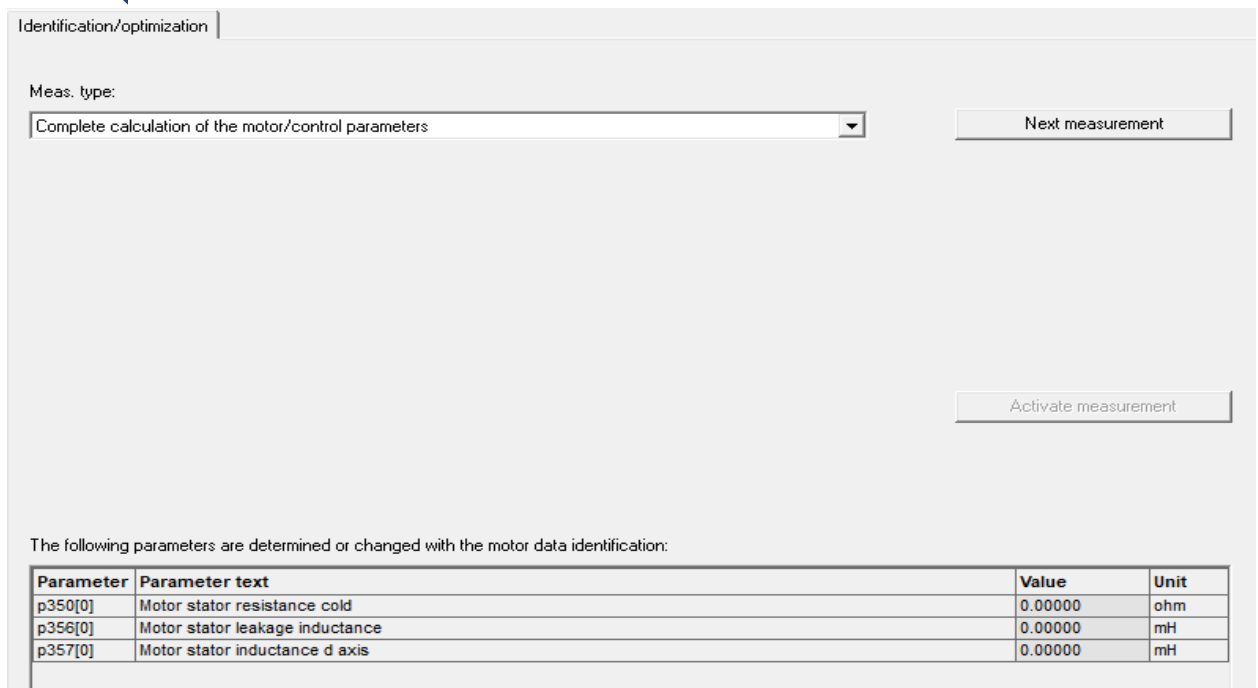 Identification/optimization
Meas. type:
Complete calculation of the motor/control parameters
Next measurement
Activate measurement
The following parameters are determined or changed with the motor data identification:
Parameter Parameter text Value Unit
p350[0] Motor stator resistance cold 0.00000 ohm
p356[0] Motor stator leakage inductance 0.00000 mH
p357[0] Motor stator inductance d axis 0.00000 mH